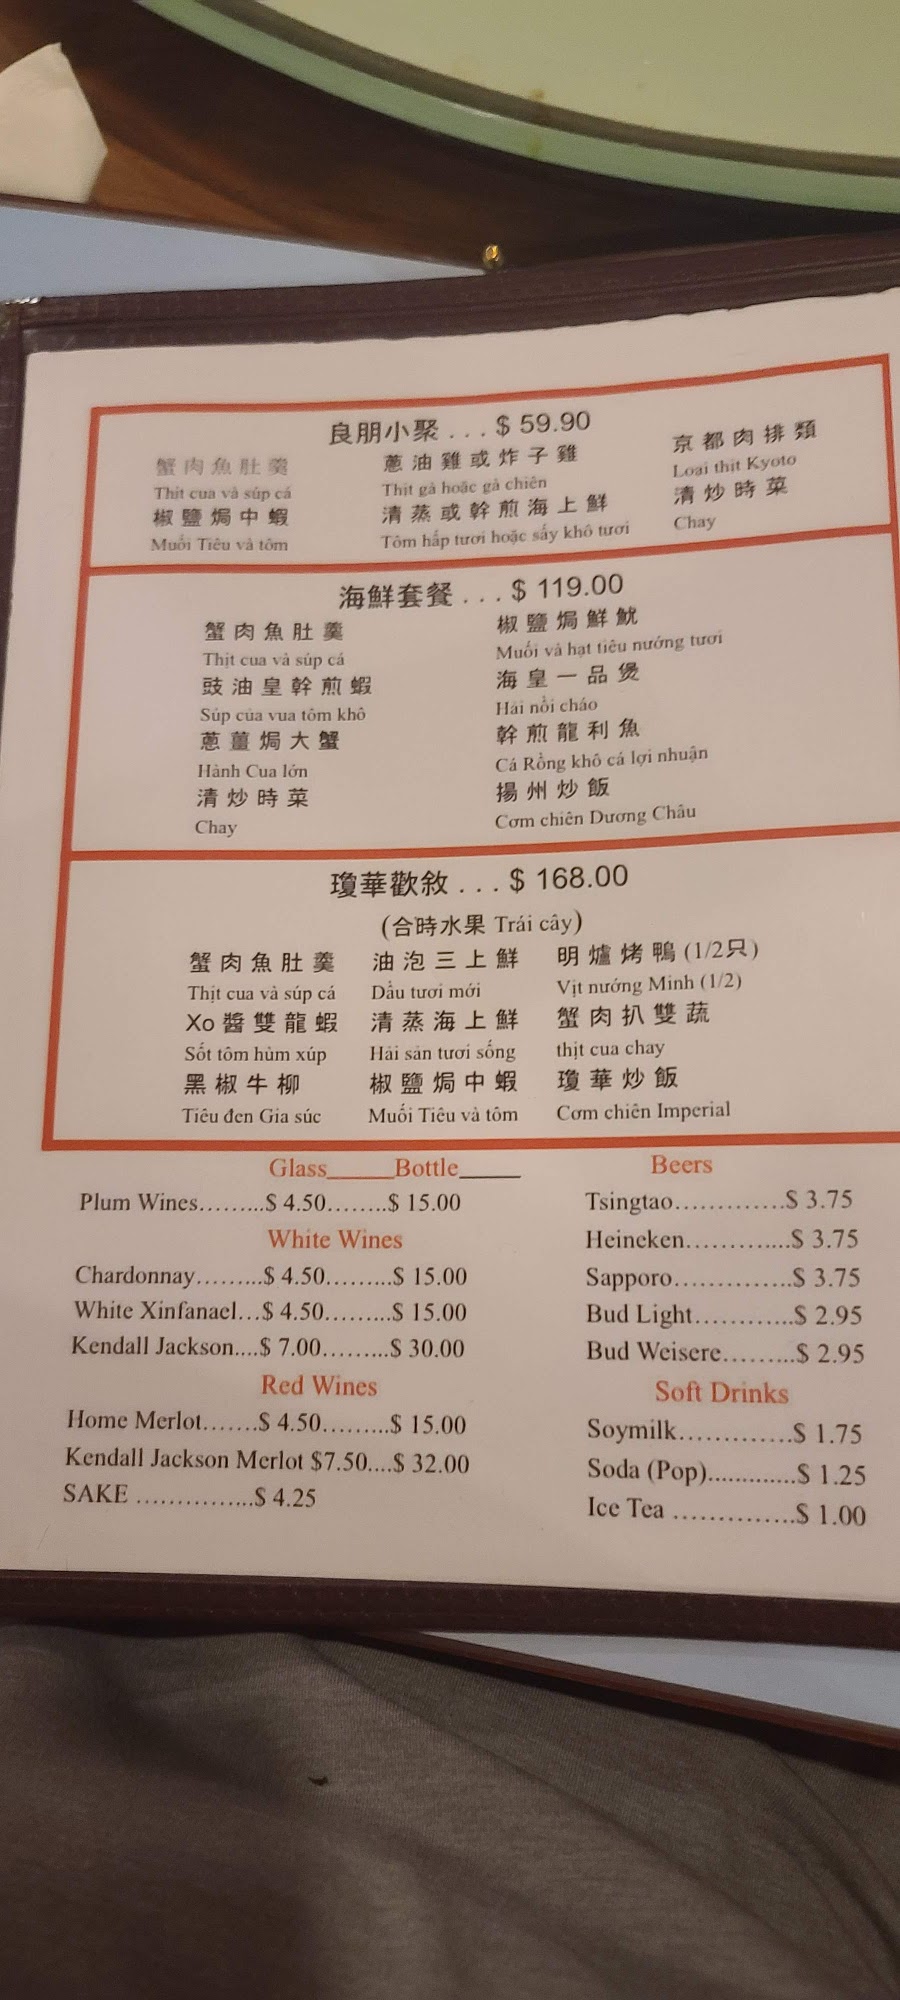 良朋小聚 . . . $ 59.90
蟹肉魚肚羹
Thịt cua và súp cá
椒鹽焗中蝦
Muối Tiêu và tôm
蔥油雞或炸子雞
Thịt gà hoặc gà chiên
清蒸或幹煎海上鮮
Tôm hấp tươi hoặc sấy khô tươi
京都肉排類
Loại thịt Kyoto
清炒時菜
Chay
海鮮套餐 . . . $ 119.00
蟹肉魚肚羹
Thịt cua và súp cá
豉油皇幹煎蝦
Súp của vua tôm khô
蔥薑焗大蟹
Hành Cua lớn
清炒時菜
Chay
椒鹽焗鮮魷
Muối và hạt tiêu nướng tươi
海皇一品煲
Hải nồi cháo
幹煎龍利魚
Cá Rồng khô cá lợi nhuận
揚州炒飯
Cơm chiên Dương Châu
瓊華歡敘 . . . $ 168.00
(合時水果 Trái cây)
蟹肉魚肚羹
Thịt cua và súp cá
Xo醬雙龍蝦
Sốt tôm hùm xúp
黑椒牛柳
Tiêu đen Gia súc
油泡三上鮮
Dầu tươi mới
清蒸海上鮮
Hải sản tươi sống
椒鹽焗中蝦
Muối Tiêu và tôm
明爐烤鴨 (1/2只)
Vịt nướng Minh (1/2)
蟹肉扒雙蔬
thịt cua chay
瓊華炒飯
Cơm chiên Imperial
Glass_____Bottle_____
Plum Wines.........$ 4.50........$ 15.00
White Wines
Chardonnay.........$ 4.50.........$ 15.00
White Xinfanael...$ 4.50.........$ 15.00
Kendall Jackson....$ 7.00.........$ 30.00
Red Wines
Home Merlot.......$ 4.50.........$ 15.00
Kendall Jackson Merlot $7.50....$ 32.00
SAKE ...............$ 4.25
Beers
Tsingtao.............$ 3.75
Heineken............$ 3.75
Sapporo..............$ 3.75
Bud Light............$ 2.95
Bud Weisere.........$ 2.95
Soft Drinks
Soymilk.............$ 1.75
Soda (Pop)............$ 1.25
Ice Tea ..............$ 1.00